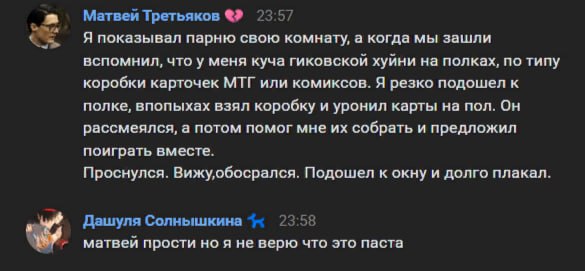 Матвей Третьяков 💔 23:57
Я показывал парню свою комнату, а когда мы зашли
вспомнил, что у меня куча гиковской хуйни на полках, по типу
коробки карточек МТГ или комиксов. Я резко подошел к
полке, впопыхах взял коробку и уронил карты на пол. Он
рассмеялся, а потом помог мне их собрать и предложил
поиграть вместе.
Проснулся. Вижу,обосрался. Подошел к окну и долго плакал.
Дашуля Солнышкина 23:58
матвей прости но я не верю что это паста